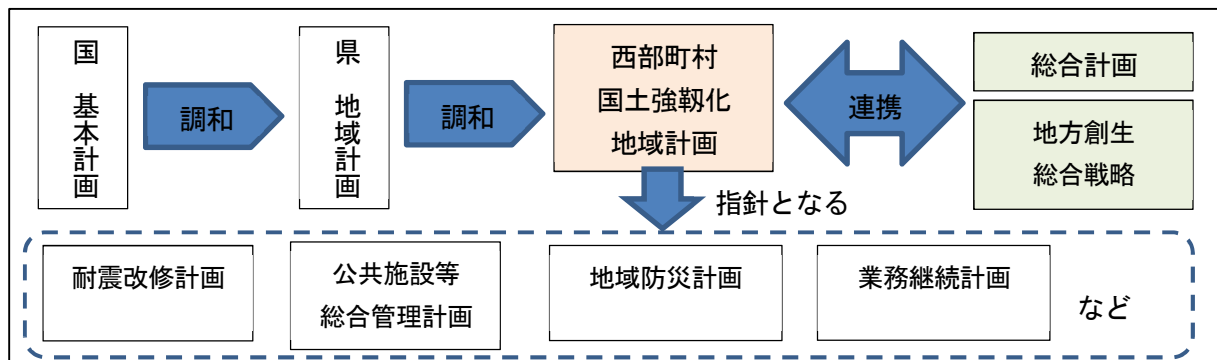 国 基本計画
調和
県 地域計画
調和
西部町村
国土強靱化
地域計画
連携
総合計画
地方創生
総合戦略
指針となる
耐震改修計画
公共施設等
総合管理計画
地域防災計画
業務継続計画
など